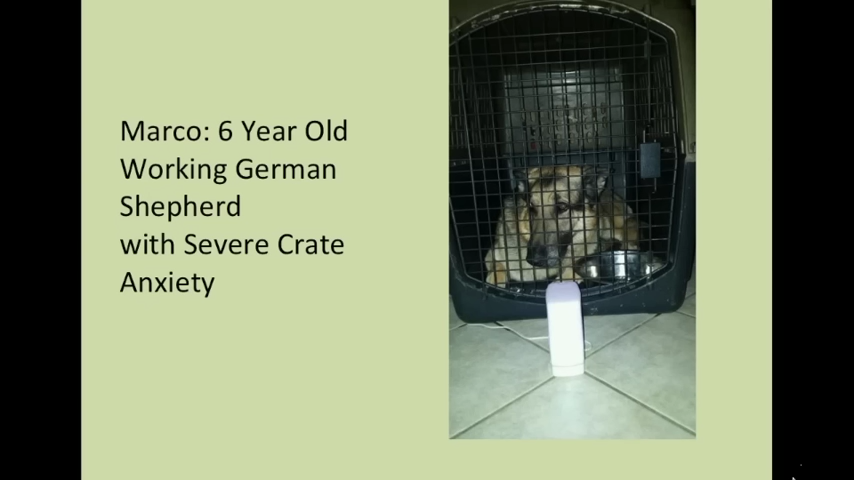 Marco: 6 Year Old
Working German
Shepherd
with Severe Crate
Anxiety